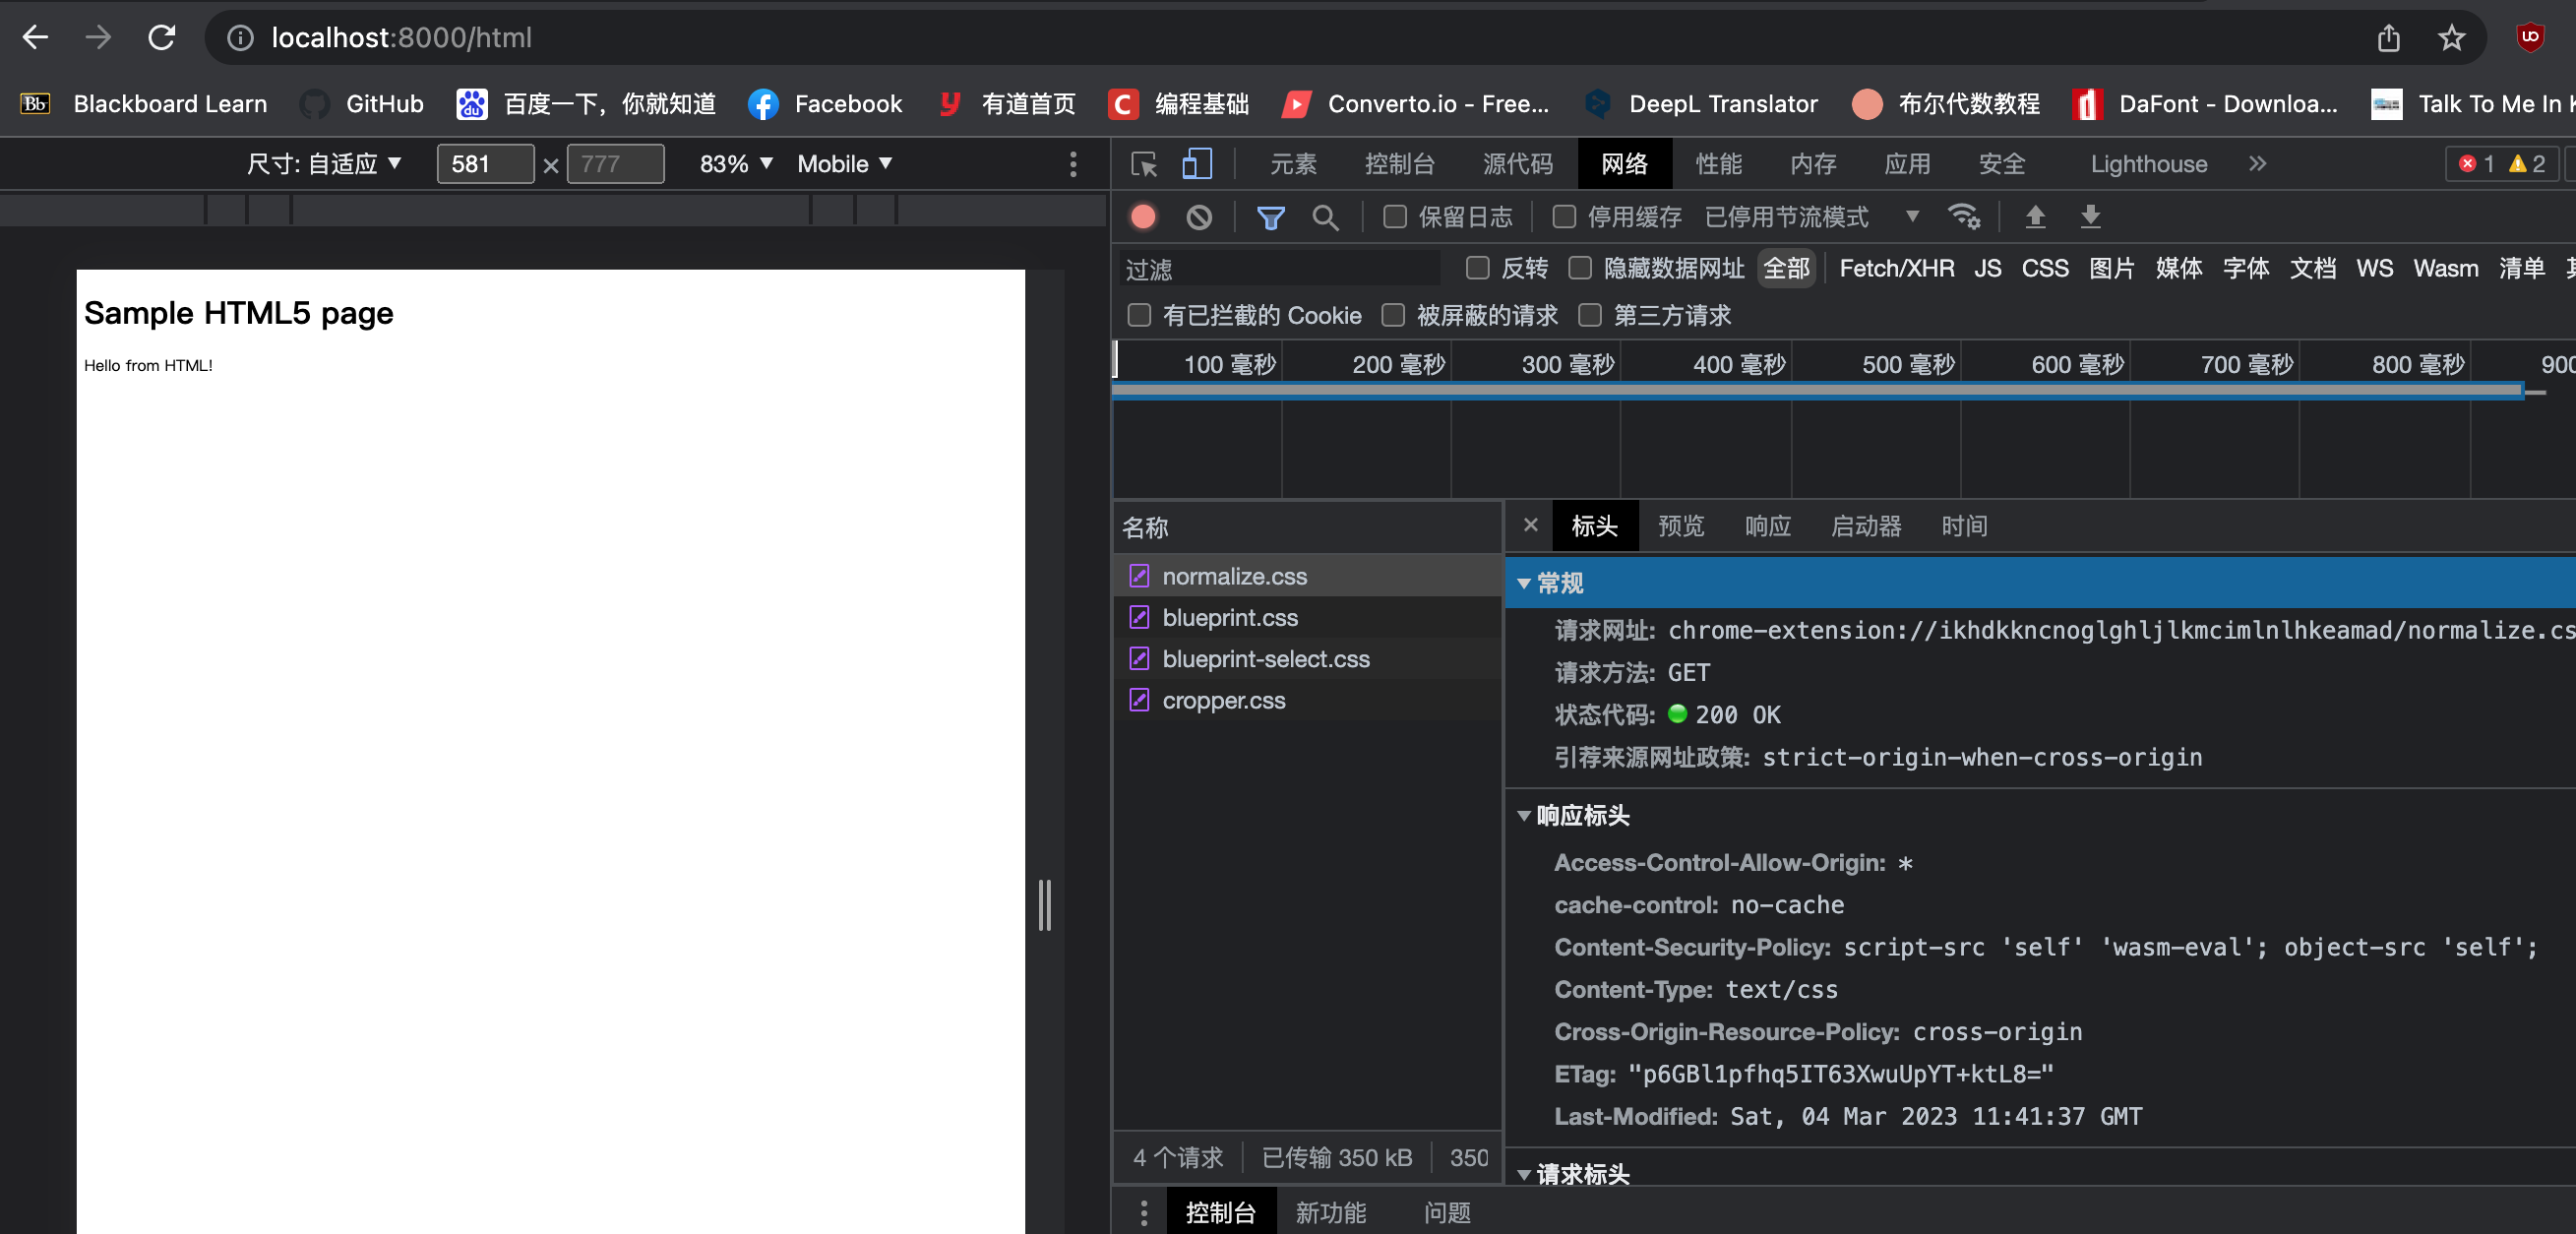 localhost:8000/html
Blackboard Learn GitHub 百度一下，你就知道 Facebook 有道首页 编程基础 Converto.io - Free... DeepL Translator 布尔代数教程 DaFont - Downloa... Talk To Me In
尺寸: 自适应 581 × 777 83% Mobile
元素 控制台 源代码 网络 性能 内存 应用 安全 Lighthouse 1 2
保留日志 停用缓存 已停用节流模式
过滤 反转 隐藏数据网址 全部 Fetch/XHR JS CSS 图片 媒体 字体 文档 WS Wasm 清单
有已拦截的 Cookie 被屏蔽的请求 第三方请求
100 毫秒 200 毫秒 300 毫秒 400 毫秒 500 毫秒 600 毫秒 700 毫秒 800 毫秒 900
Sample HTML5 page
Hello from HTML!
名称
normalize.css
blueprint.css
blueprint-select.css
cropper.css
4 个请求 已传输 350 kB 350
标头 预览 响应 启动器 时间
常规
请求网址: chrome-extension://ikhdkkncnoglghljlkmcimlnlhkeamad/normalize.cs
请求方法: GET
状态代码: 200 OK
引荐来源网址政策: strict-origin-when-cross-origin
响应标头
Access-Control-Allow-Origin: *
cache-control: no-cache
Content-Security-Policy: script-src 'self' 'wasm-eval'; object-src 'self';
Content-Type: text/css
Cross-Origin-Resource-Policy: cross-origin
ETag: "p6GBl1pfhq5IT63XwuUpYT+ktL8="
Last-Modified: Sat, 04 Mar 2023 11:41:37 GMT
请求标头
控制台 新功能 问题